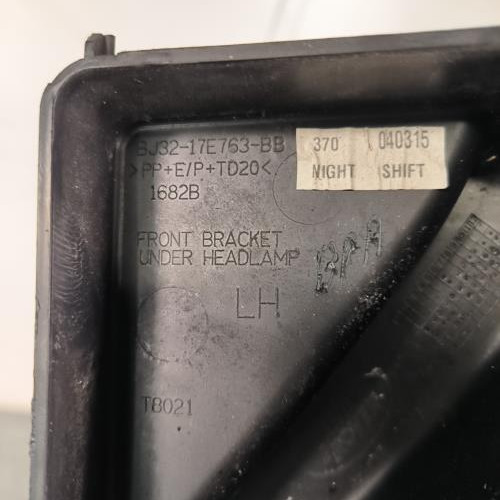 BJ32-17E763-BB
>PP+E/P+TD20<
1682B
370 040315
NIGHT SHIFT
FRONT BRACKET
UNDER HEADLAMP
LH
T8021